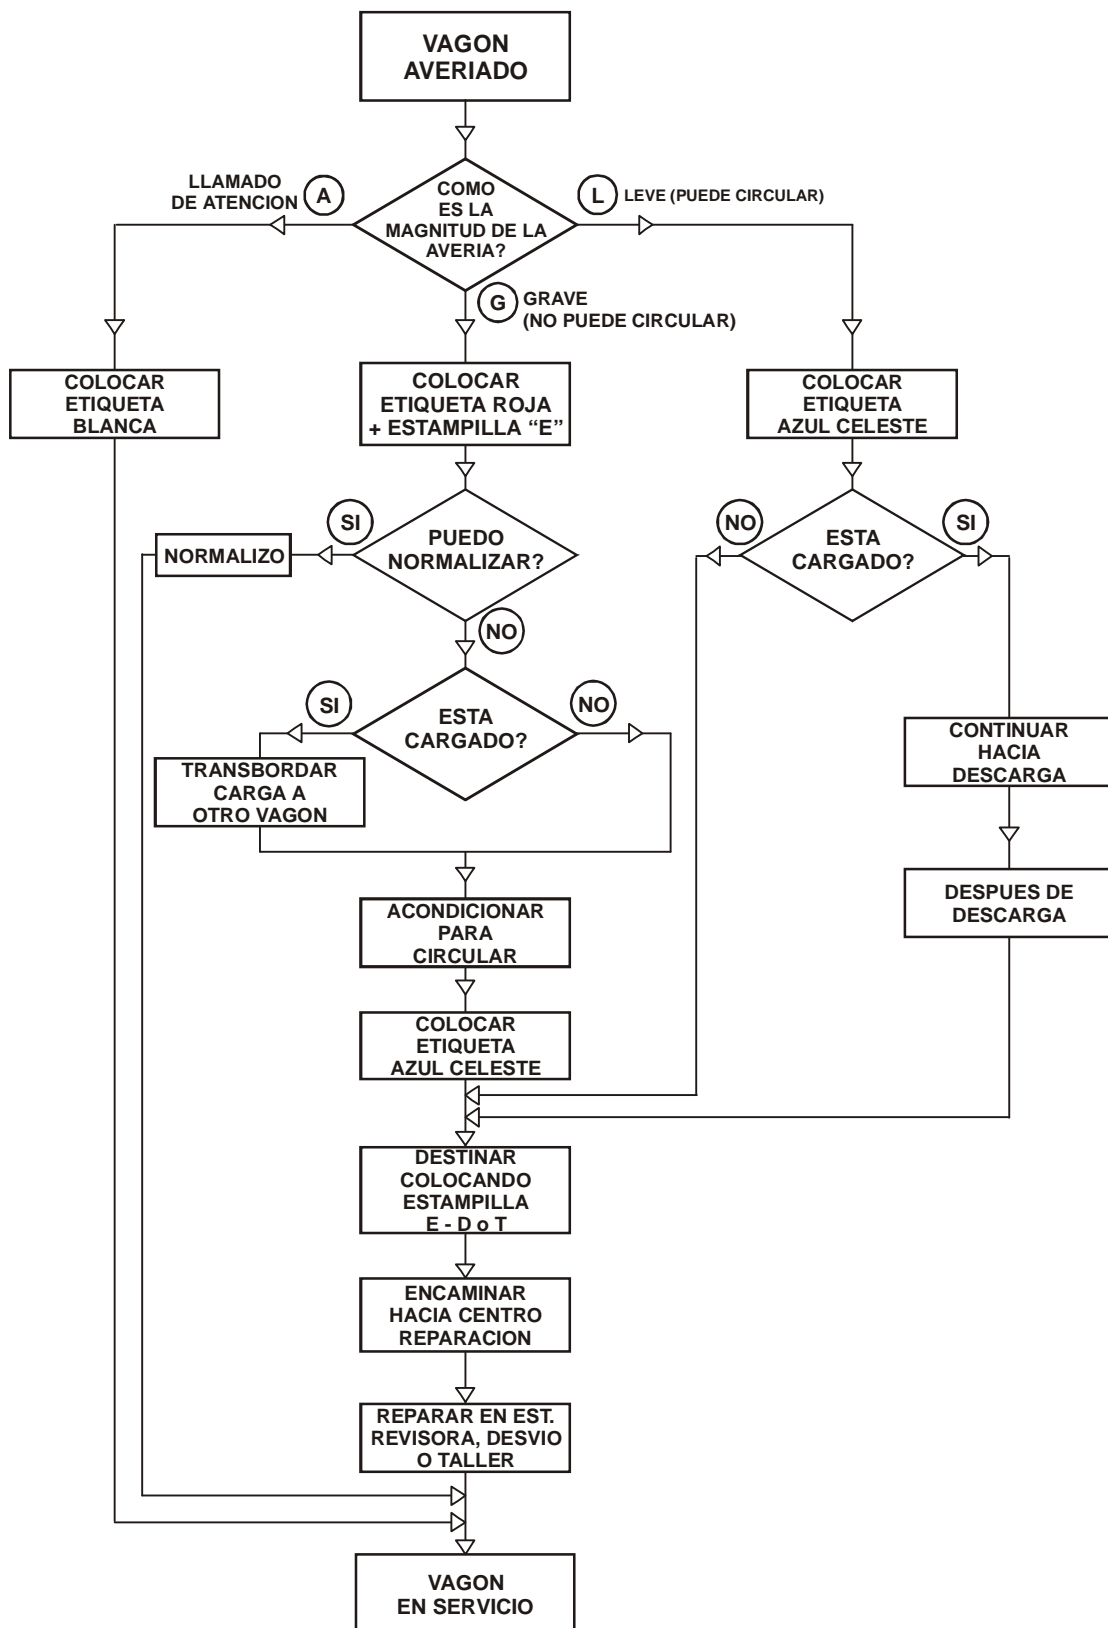 VAGON
AVERIADO
LLAMADO
DE ATENCION
A
COMO
ES LA
MAGNITUD DE LA
AVERIA?
L
LEVE (PUEDE CIRCULAR)
G
GRAVE
(NO PUEDE CIRCULAR)
COLOCAR
ETIQUETA
BLANCA
COLOCAR
ETIQUETA ROJA
+ ESTAMPILLA “E”
COLOCAR
ETIQUETA
AZUL CELESTE
NORMALIZO
SI
PUEDO
NORMALIZAR?
NO
NO
ESTA
CARGADO?
SI
SI
ESTA
CARGADO?
NO
TRANSBORDAR
CARGA A
OTRO VAGON
CONTINUAR
HACIA
DESCARGA
ACONDICIONAR
PARA
CIRCULAR
DESPUES DE
DESCARGA
COLOCAR
ETIQUETA
AZUL CELESTE
DESTINAR
COLOCANDO
ESTAMPILLA
E - D o T
ENCAMINAR
HACIA CENTRO
REPARACION
REPARAR EN EST.
REVISORA, DESVIO
O TALLER
VAGON
EN SERVICIO